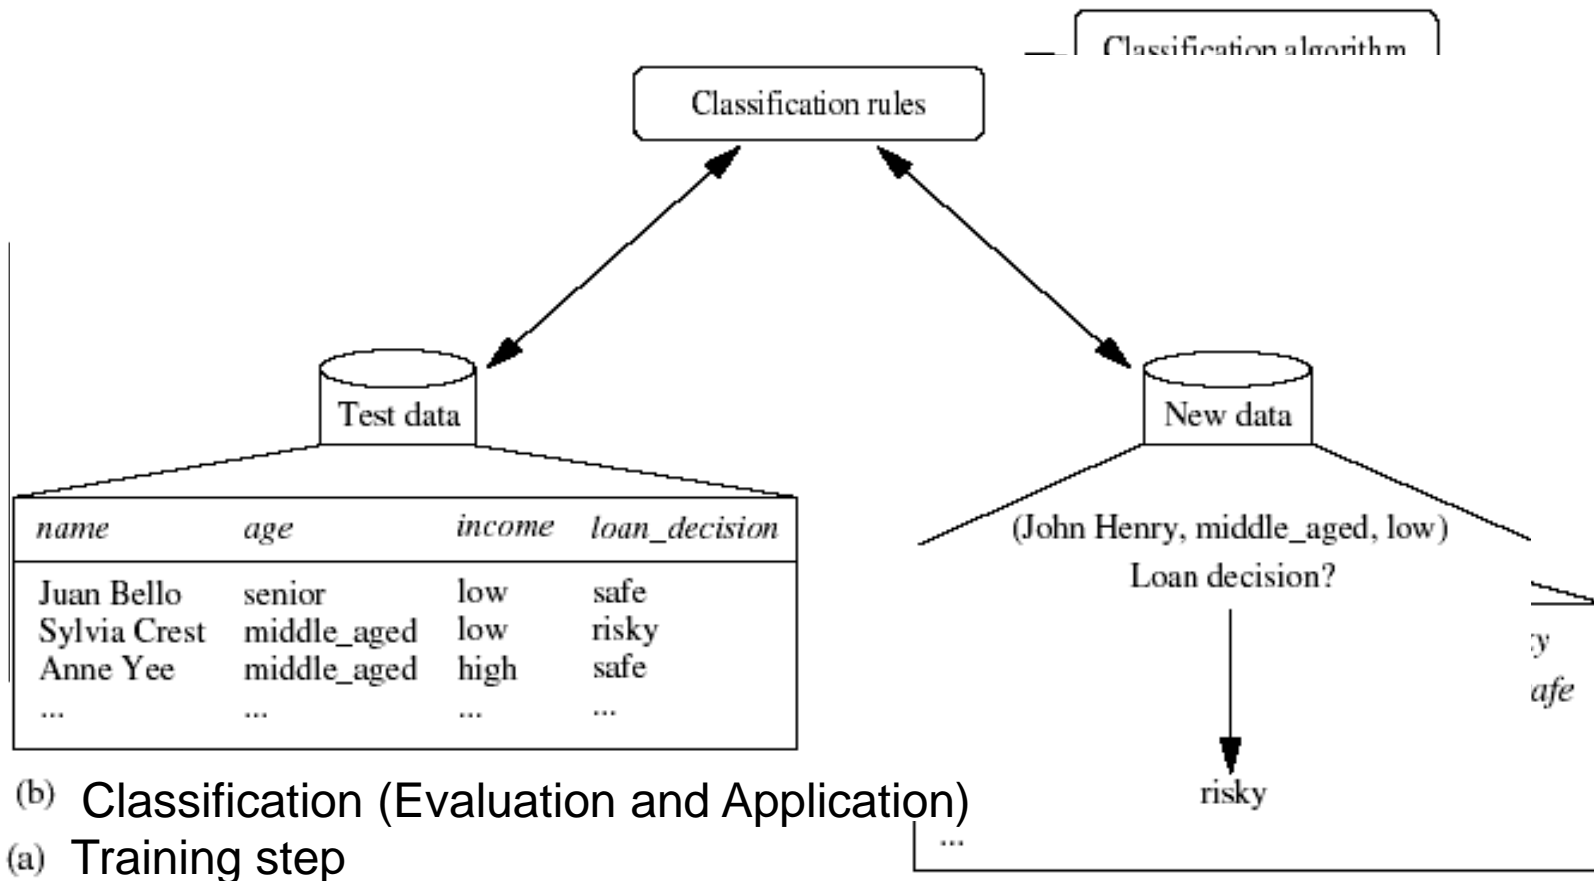 Classification algorithm
Classification rules
Test data
New data
name age income loan_decision
Juan Bello senior low safe
Sylvia Crest middle_aged low risky
Anne Yee middle_aged high safe
... ... ... ...
(John Henry, middle_aged, low)
Loan decision?
risky
afe
...
(b) Classification (Evaluation and Application)
(a) Training step